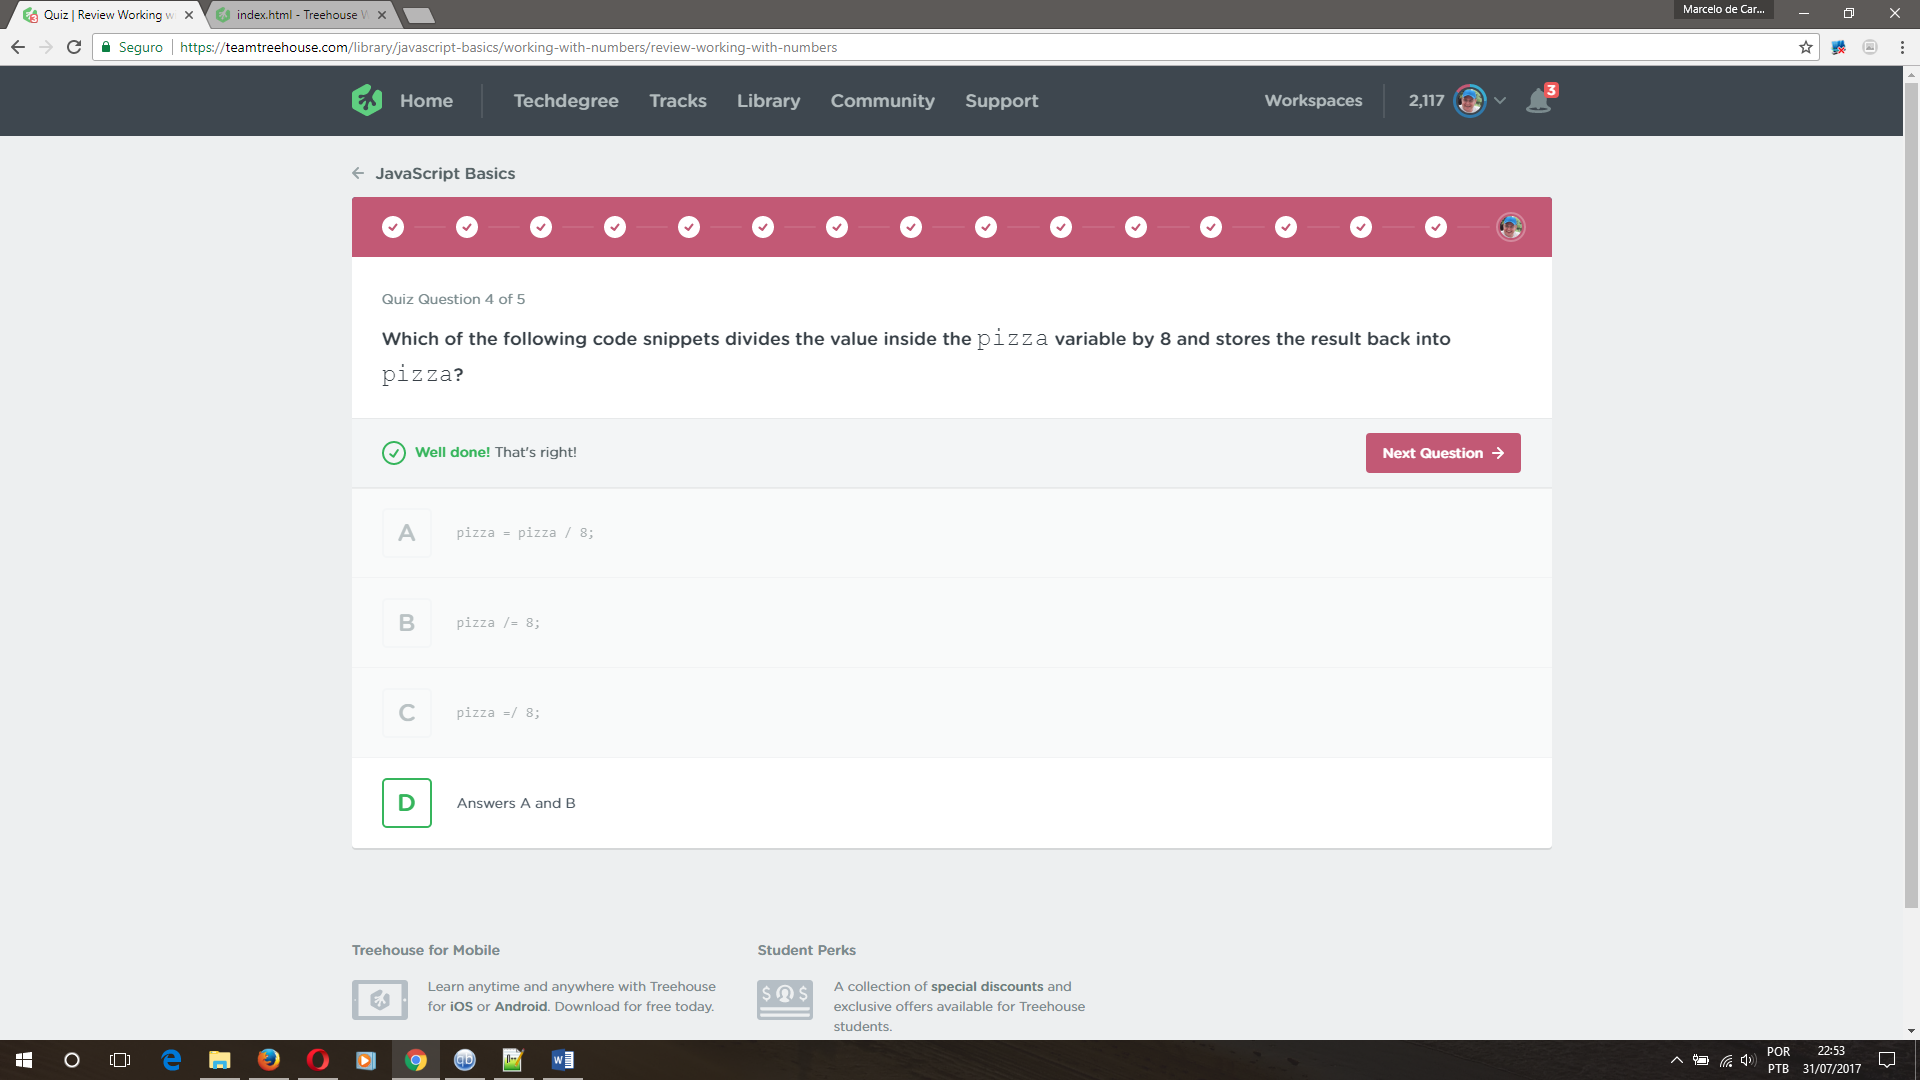 Quiz | Review Working w
index.html - Treehouse W
Marcelo de Car...
Seguro
https://teamtreehouse.com/library/javascript-basics/working-with-numbers/review-working-with-numbers
Home
Techdegree
Tracks
Library
Community
Support
Workspaces
2,117
3
JavaScript Basics
Quiz Question 4 of 5
Which of the following code snippets divides the value inside the pizza variable by 8 and stores the result back into
pizza?
Well done! That's right!
Next Question
A
pizza = pizza / 8;
B
pizza /= 8;
C
pizza =/ 8;
D
Answers A and B
Treehouse for Mobile
Learn anytime and anywhere with Treehouse
for iOS or Android. Download for free today.
Student Perks
A collection of special discounts and
exclusive offers available for Treehouse
students.
POR
PTB
22:53
31/07/2017